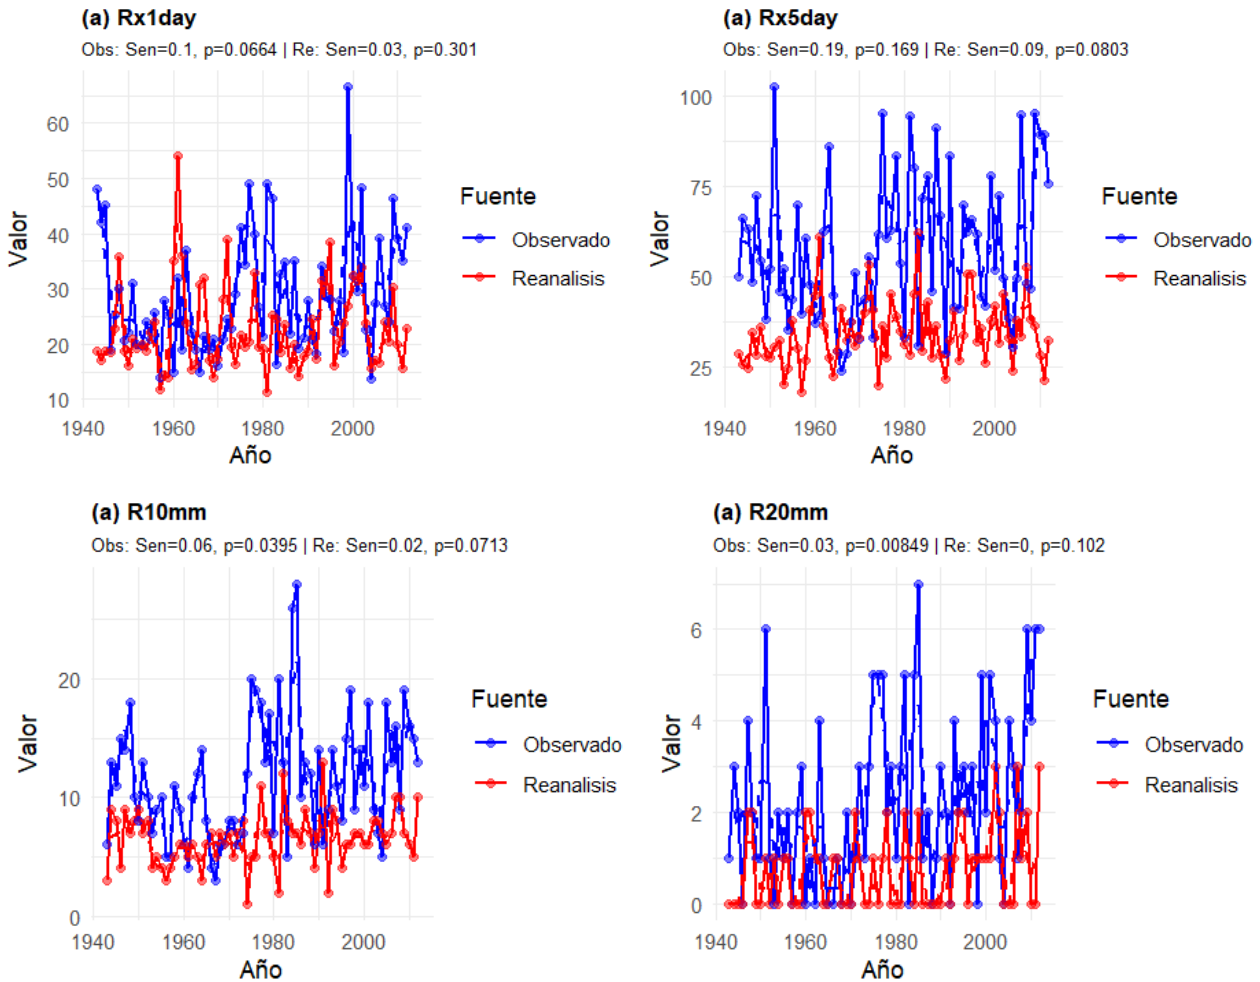 (a) Rx1day
Obs: Sen=0.1, p=0.0664 | Re: Sen=0.03, p=0.301
60
50
40
30
20
10
Valor
1940
1960
1980
2000
Año
Fuente
Observado
Reanalisis
(a) Rx5day
Obs: Sen=0.19, p=0.169 | Re: Sen=0.09, p=0.0803
100
75
50
25
Valor
1940
1960
1980
2000
Año
Fuente
Observado
Reanalisis
(a) R10mm
Obs: Sen=0.06, p=0.0395 | Re: Sen=0.02, p=0.0713
20
10
0
Valor
1940
1960
1980
2000
Año
Fuente
Observado
Reanalisis
(a) R20mm
Obs: Sen=0.03, p=0.00849 | Re: Sen=0, p=0.102
6
4
2
0
Valor
1940
1960
1980
2000
Año
Fuente
Observado
Reanalisis